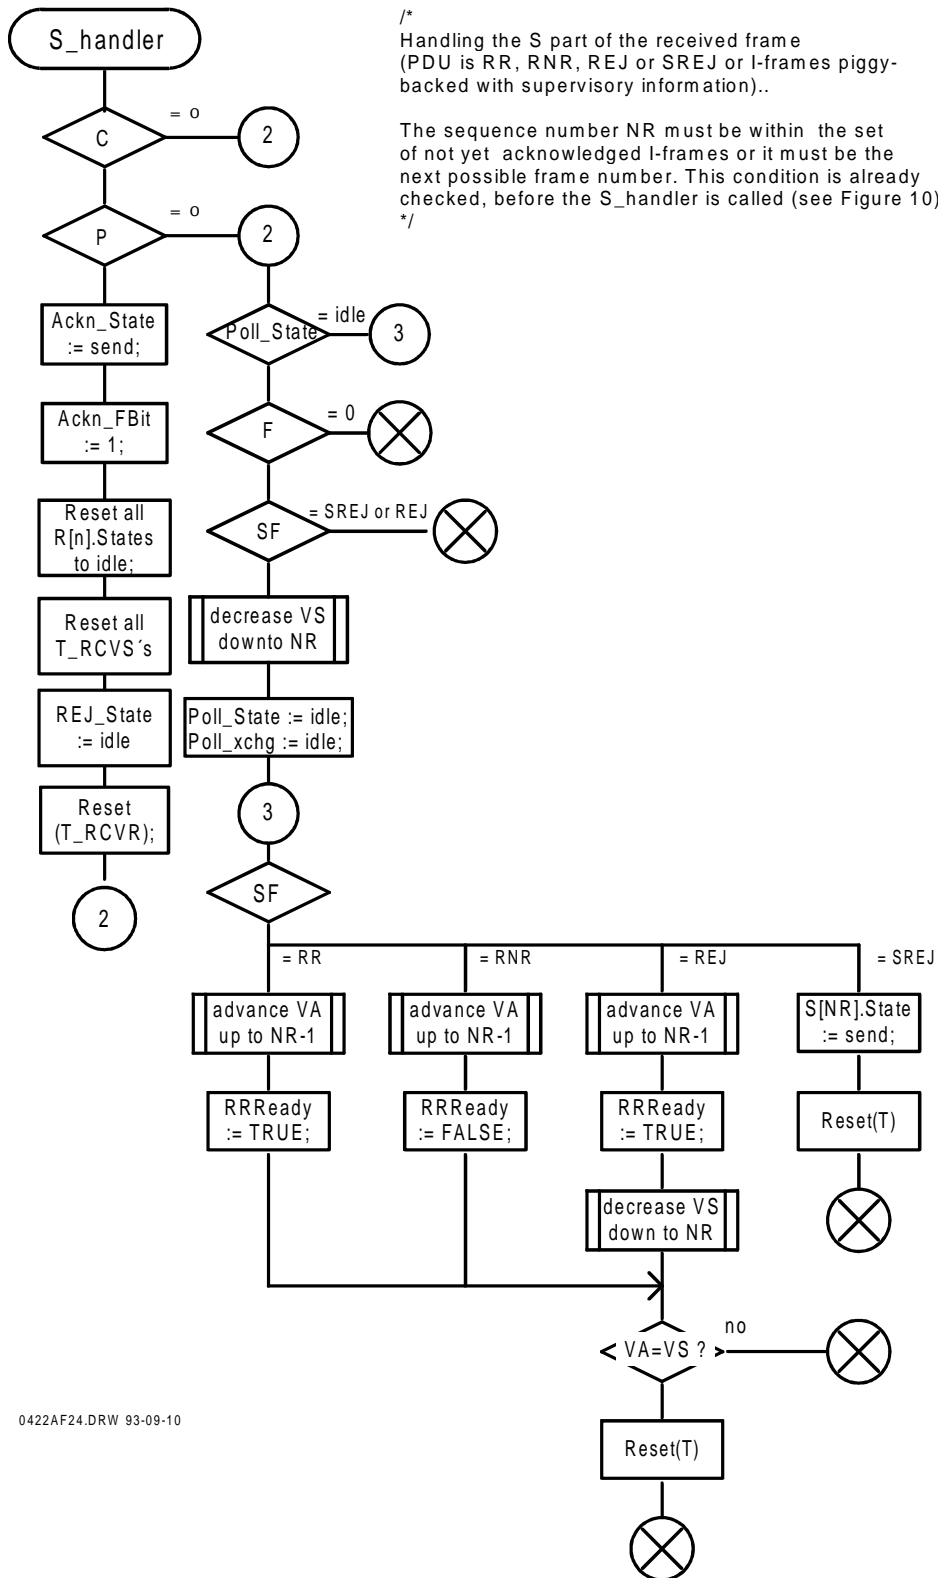 S_handler
/*
Handling the S part of the received frame
(PDU is RR, RNR, REJ or SREJ or I-frames piggy-
backed with supervisory information)..
The sequence number NR must be within the set
of not yet acknowledged I-frames or it must be the
next possible frame number. This condition is already
checked, before the S_handler is called (see Figure 10)
*/
C
= 0
2
P
= 0
2
Ackn_State
:= send;
Ackn_FBit
:= 1;
Reset all
R[n].States
to idle;
Reset all
T_RCVS´s
REJ_State
:= idle
Reset
(T_RCVR);
2
Poll_State
= idle
3
F
= 0
SF
= SREJ or REJ
decrease VS
downto NR
Poll_State := idle;
Poll_xchg := idle;
3
SF
= RR
= RNR
= REJ
= SREJ
advance VA
up to NR-1
advance VA
up to NR-1
advance VA
up to NR-1
S[NR].State
:= send;
RRReady
:= TRUE;
RRReady
:= FALSE;
RRReady
:= TRUE;
Reset(T)
decrease VS
down to NR
VA=VS ?
no
Reset(T)
0422AF24.DRW 93-09-10